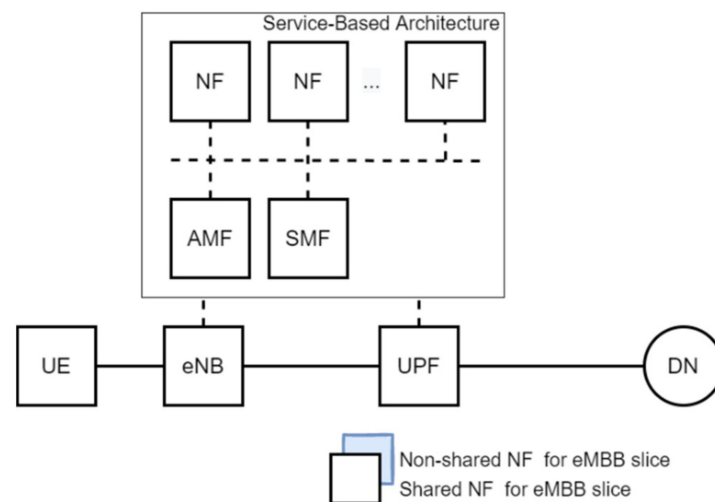 Service-Based Architecture
NF NF ... NF
AMF SMF
UE eNB UPF DN
Non-shared NF for eMBB slice
Shared NF for eMBB slice